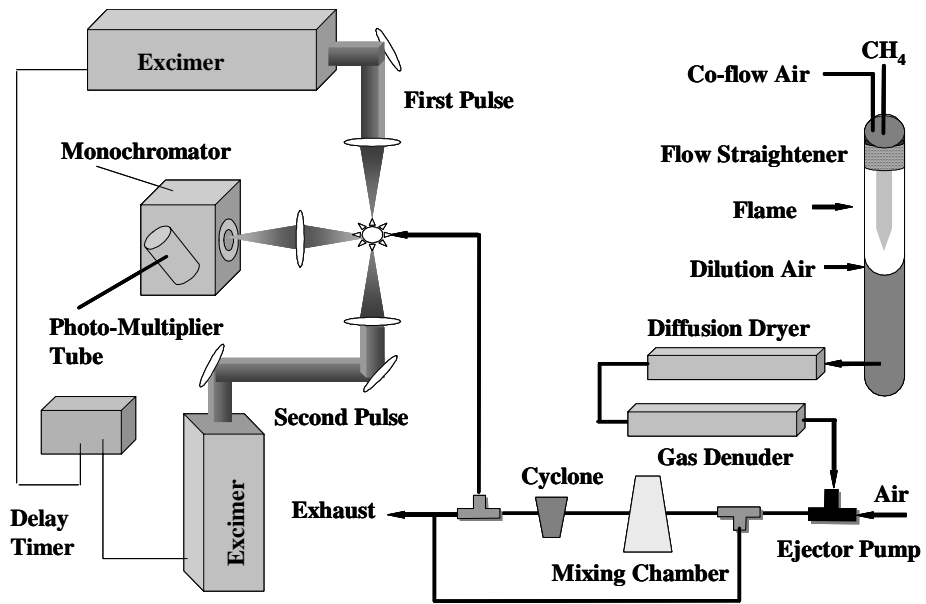 Excimer
First Pulse
Monochromator
Photo-Multiplier
Tube
Second Pulse
Delay
Timer
Excimer
CH4
Co-flow Air
Flow Straightener
Flame
Dilution Air
Diffusion Dryer
Gas Denuder
Cyclone
Exhaust
Mixing Chamber
Air
Ejector Pump